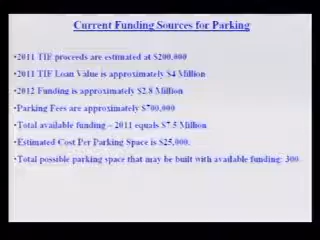 Current Funding Sources for Parking
•2011 TIF proceeds are estimated at $200,000
•2011 TIF Loan Value is approximately $4 Million
•2012 Funding is approximately $2.8 Million
•Parking Fees are approximately $700,000
•Total available funding – 2011 equals $7.5 Million
•Estimated Cost Per Parking Space is $25,000.
•Total possible parking space that may be built with available funding: 300